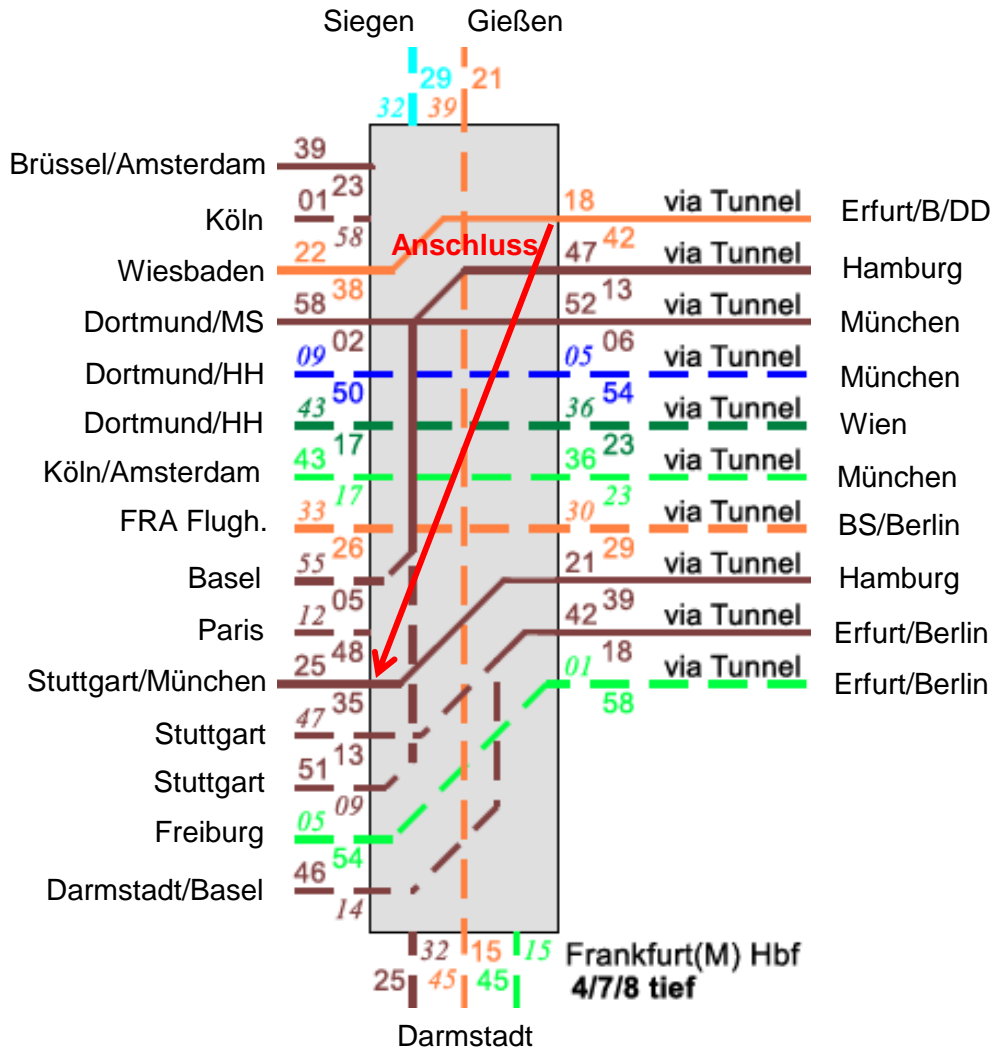 Siegen Gießen
29 21
32 39
Brüssel/Amsterdam 39
23
Köln 01 18 via Tunnel Erfurt/B/DD
58 42
Wiesbaden 22 Anschluss 47 via Tunnel Hamburg
38 13
Dortmund/MS 58 52 via Tunnel München
02 06
Dortmund/HH 09 05 via Tunnel München
50 54
Dortmund/HH 43 36 via Tunnel Wien
17 23
Köln/Amsterdam 43 36 via Tunnel München
17 23
FRA Flugh. 33 30 via Tunnel BS/Berlin
26 29
Basel 55 21 via Tunnel Hamburg
05 39
Paris 12 42 via Tunnel Erfurt/Berlin
48 18
Stuttgart/München 25 01 via Tunnel Erfurt/Berlin
35 58
Stuttgart 47
13
Stuttgart 51
09
Freiburg 05
54
Darmstadt/Basel 46
14
32 15 15 Frankfurt(M) Hbf
25 45 45 4/7/8 tief
Darmstadt